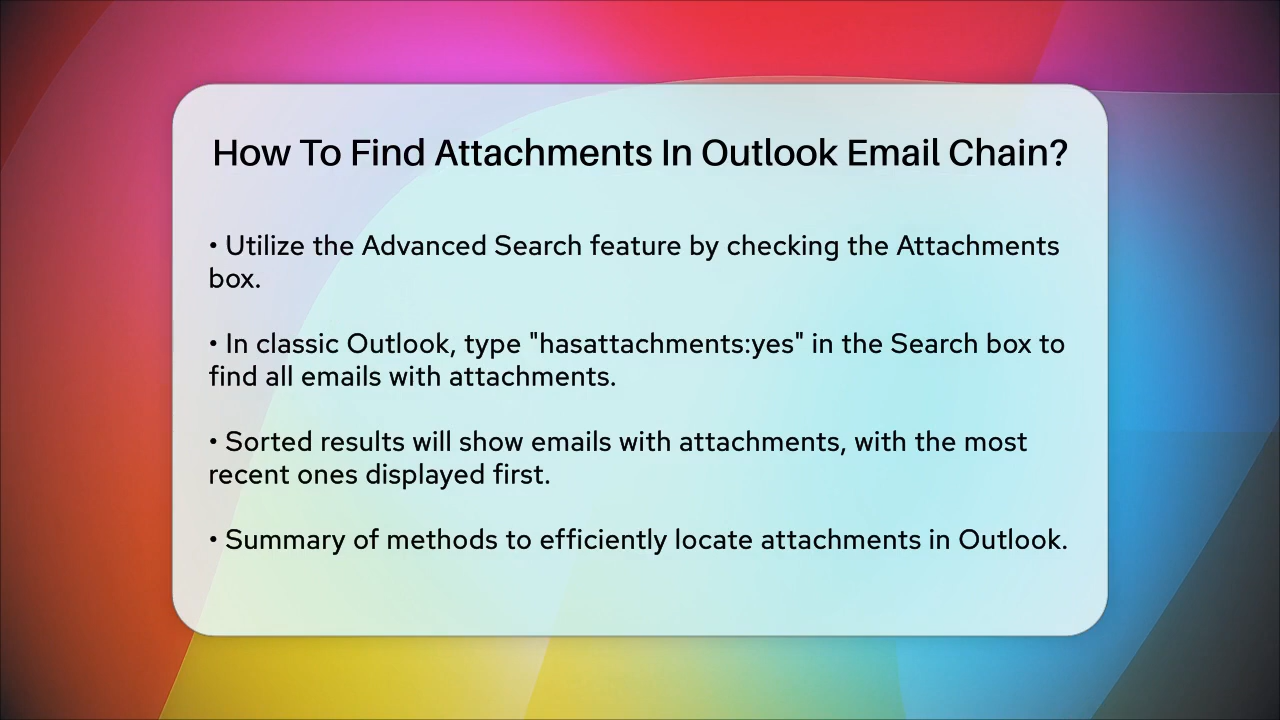 How To Find Attachments In Outlook Email Chain?
• Utilize the Advanced Search feature by checking the Attachments
box.
• In classic Outlook, type "hasattachments:yes" in the Search box to
find all emails with attachments.
• Sorted results will show emails with attachments, with the most
recent ones displayed first.
• Summary of methods to efficiently locate attachments in Outlook.